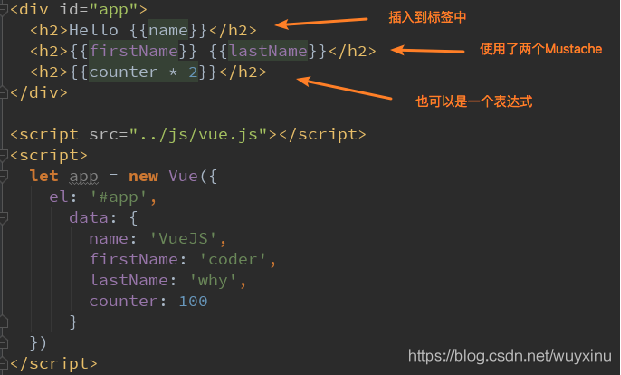 <div id="app">
<h2>Hello {{name}}</h2> 插入到标签中
<h2>{{firstName}} {{lastName}}</h2> 使用了两个Mustache
<h2>{{counter * 2}}</h2>
</div> 也可以是一个表达式
<script src="../js/vue.js"></script>
<script>
let app = new Vue({
el: '#app',
data: {
name: 'VueJS',
firstName: 'coder',
lastName: 'why',
counter: 100
}
})
</script>
https://blog.csdn.net/wuyxinu